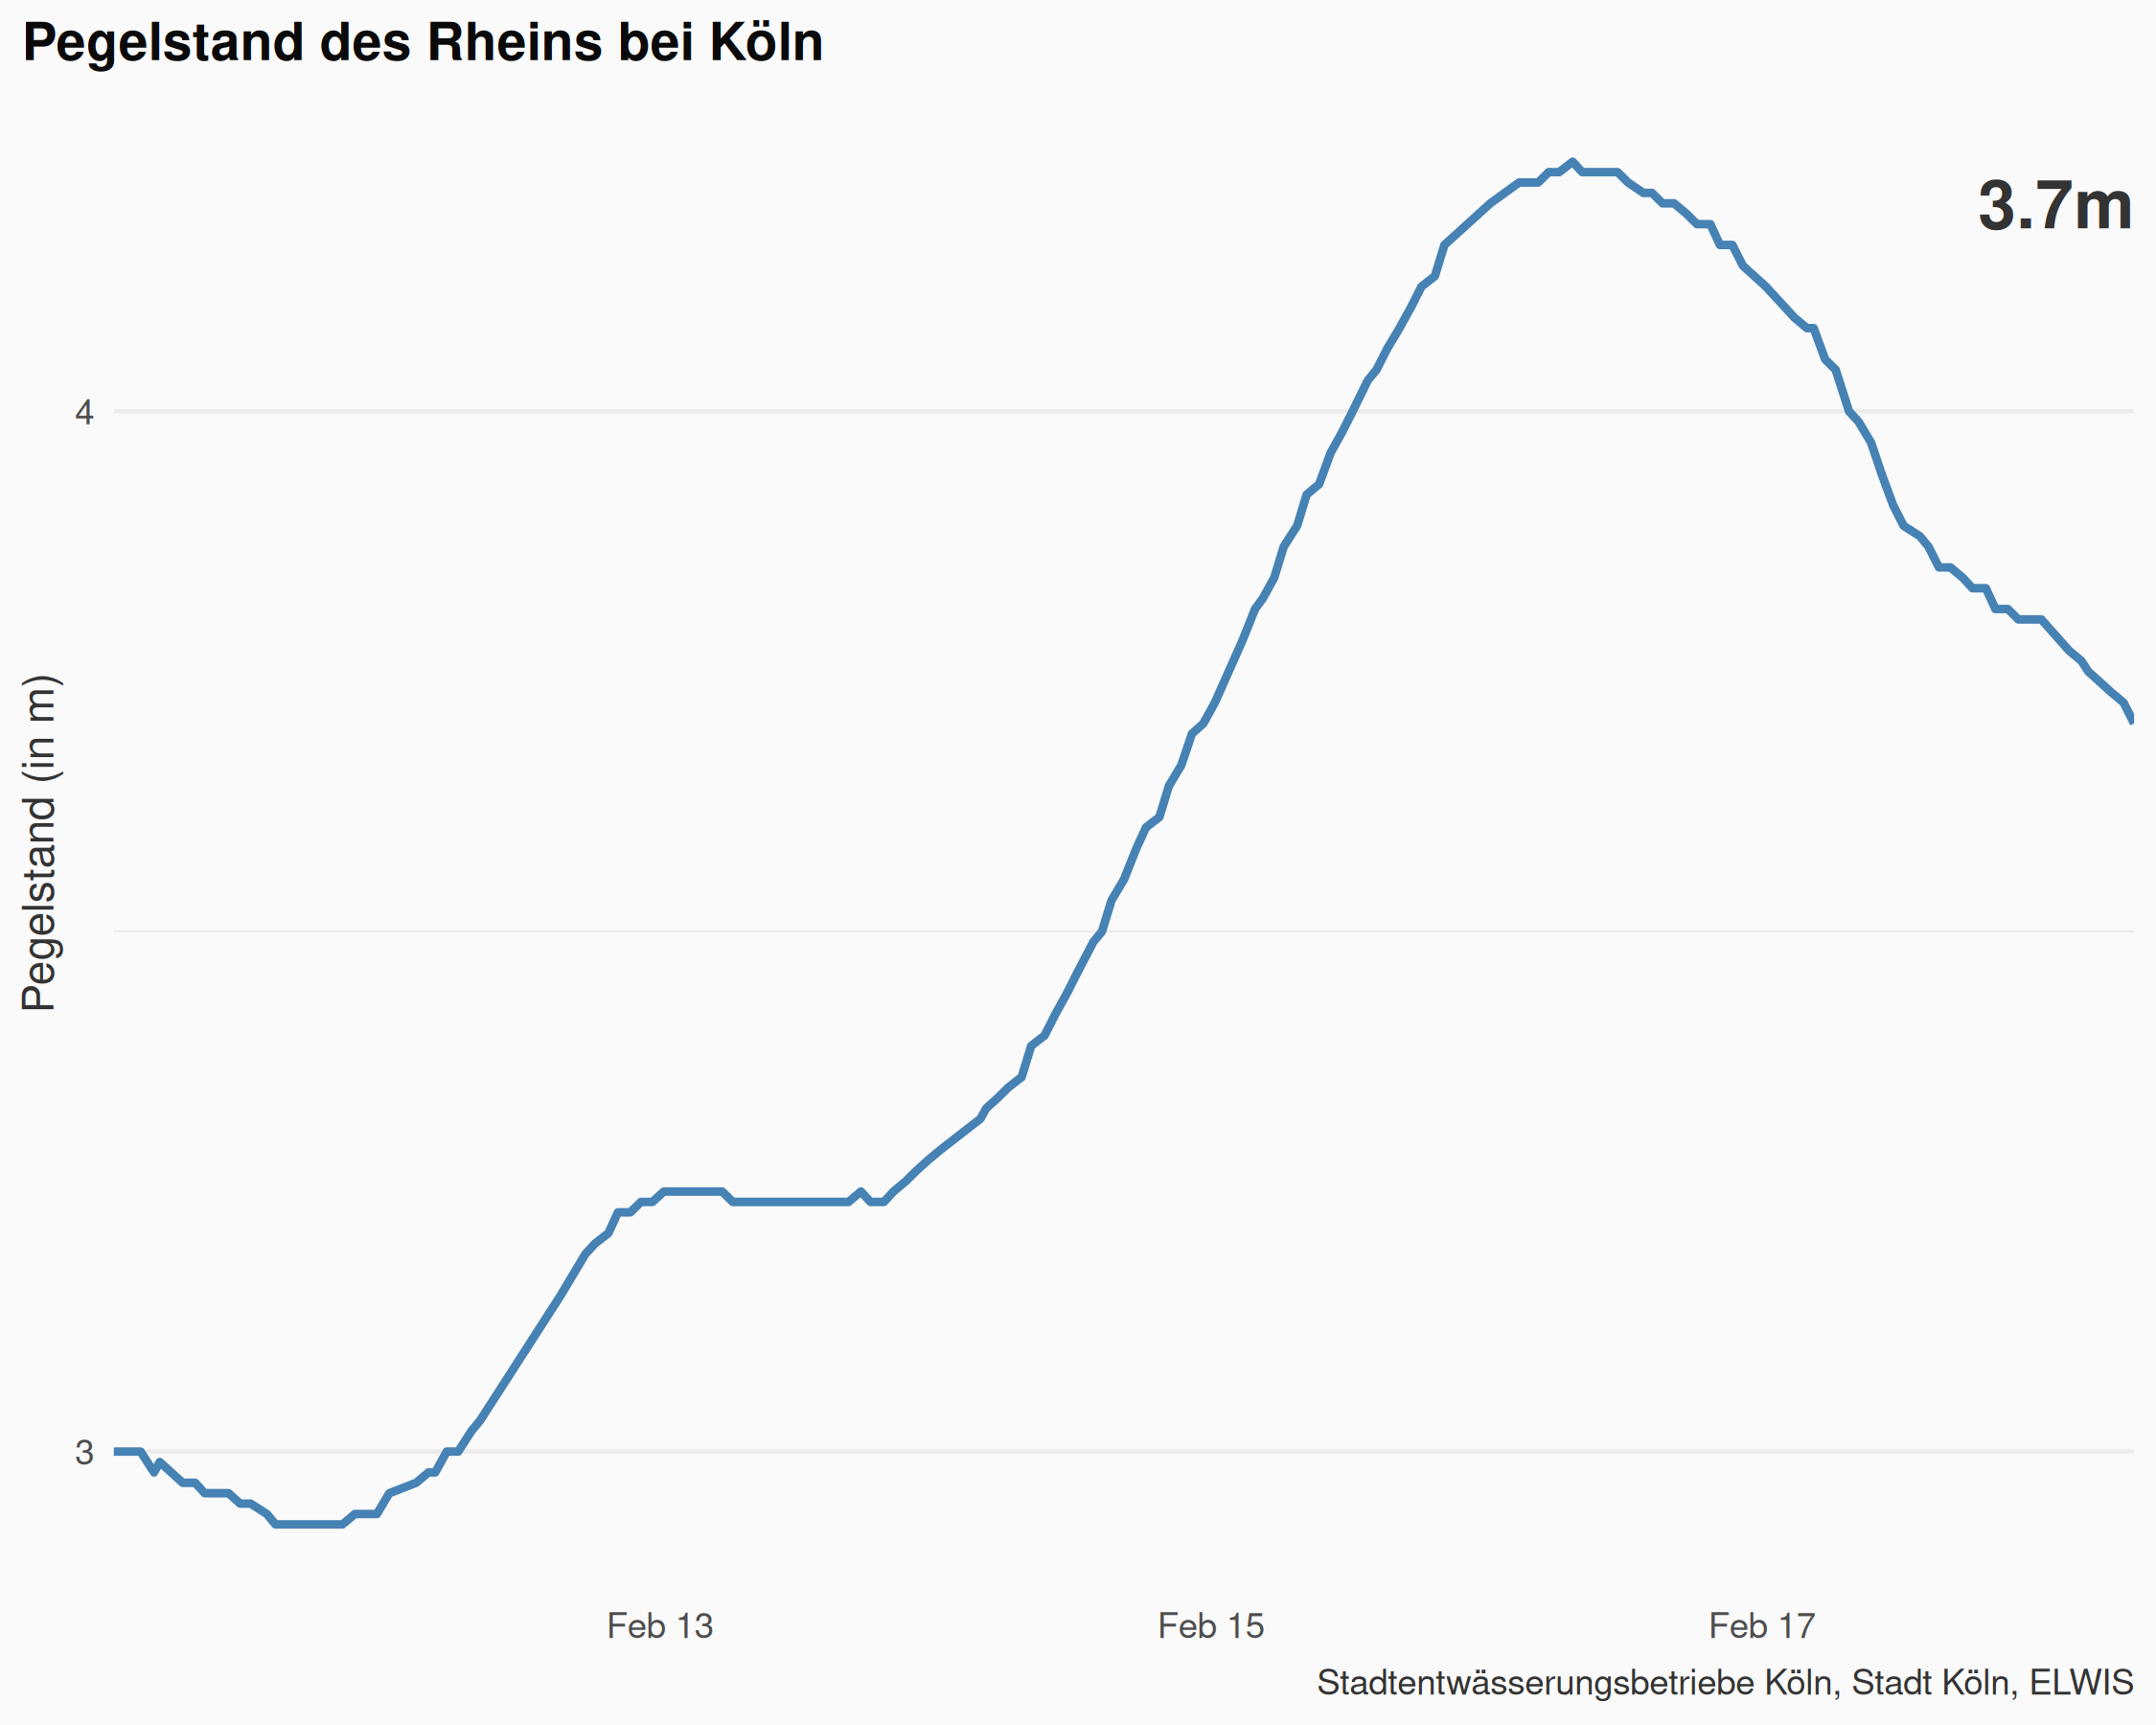 Pegelstand des Rheins bei Köln
3.7m
Pegelstand (in m)
4
3
Feb 13
Feb 15
Feb 17
Stadtentwässerungsbetriebe Köln, Stadt Köln, ELWIS